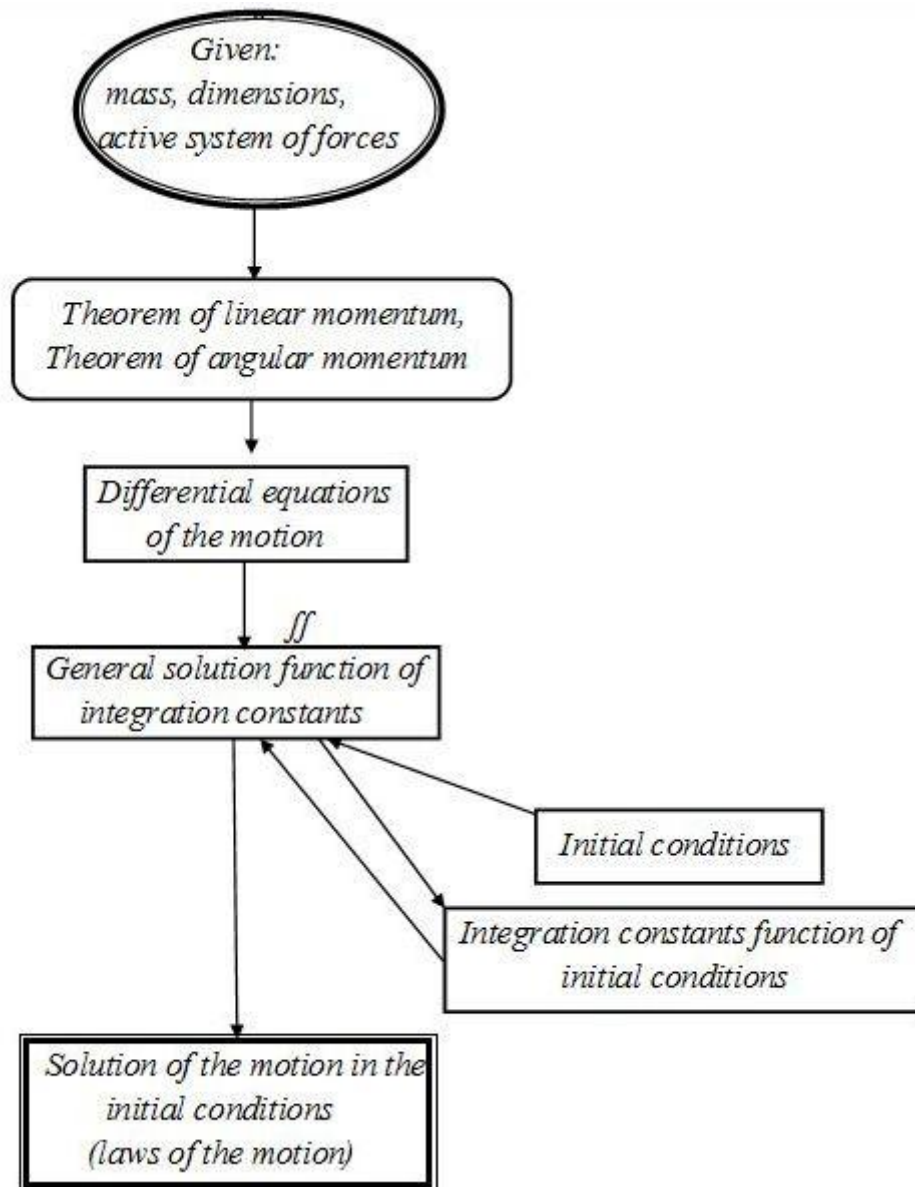 Given:
mass, dimensions,
active system of forces
Theorem of linear momentum,
Theorem of angular momentum
Differential equations
of the motion
∬
General solution function of
integration constants
Initial conditions
Integration constants function of
initial conditions
Solution of the motion in the
initial conditions
(laws of the motion)